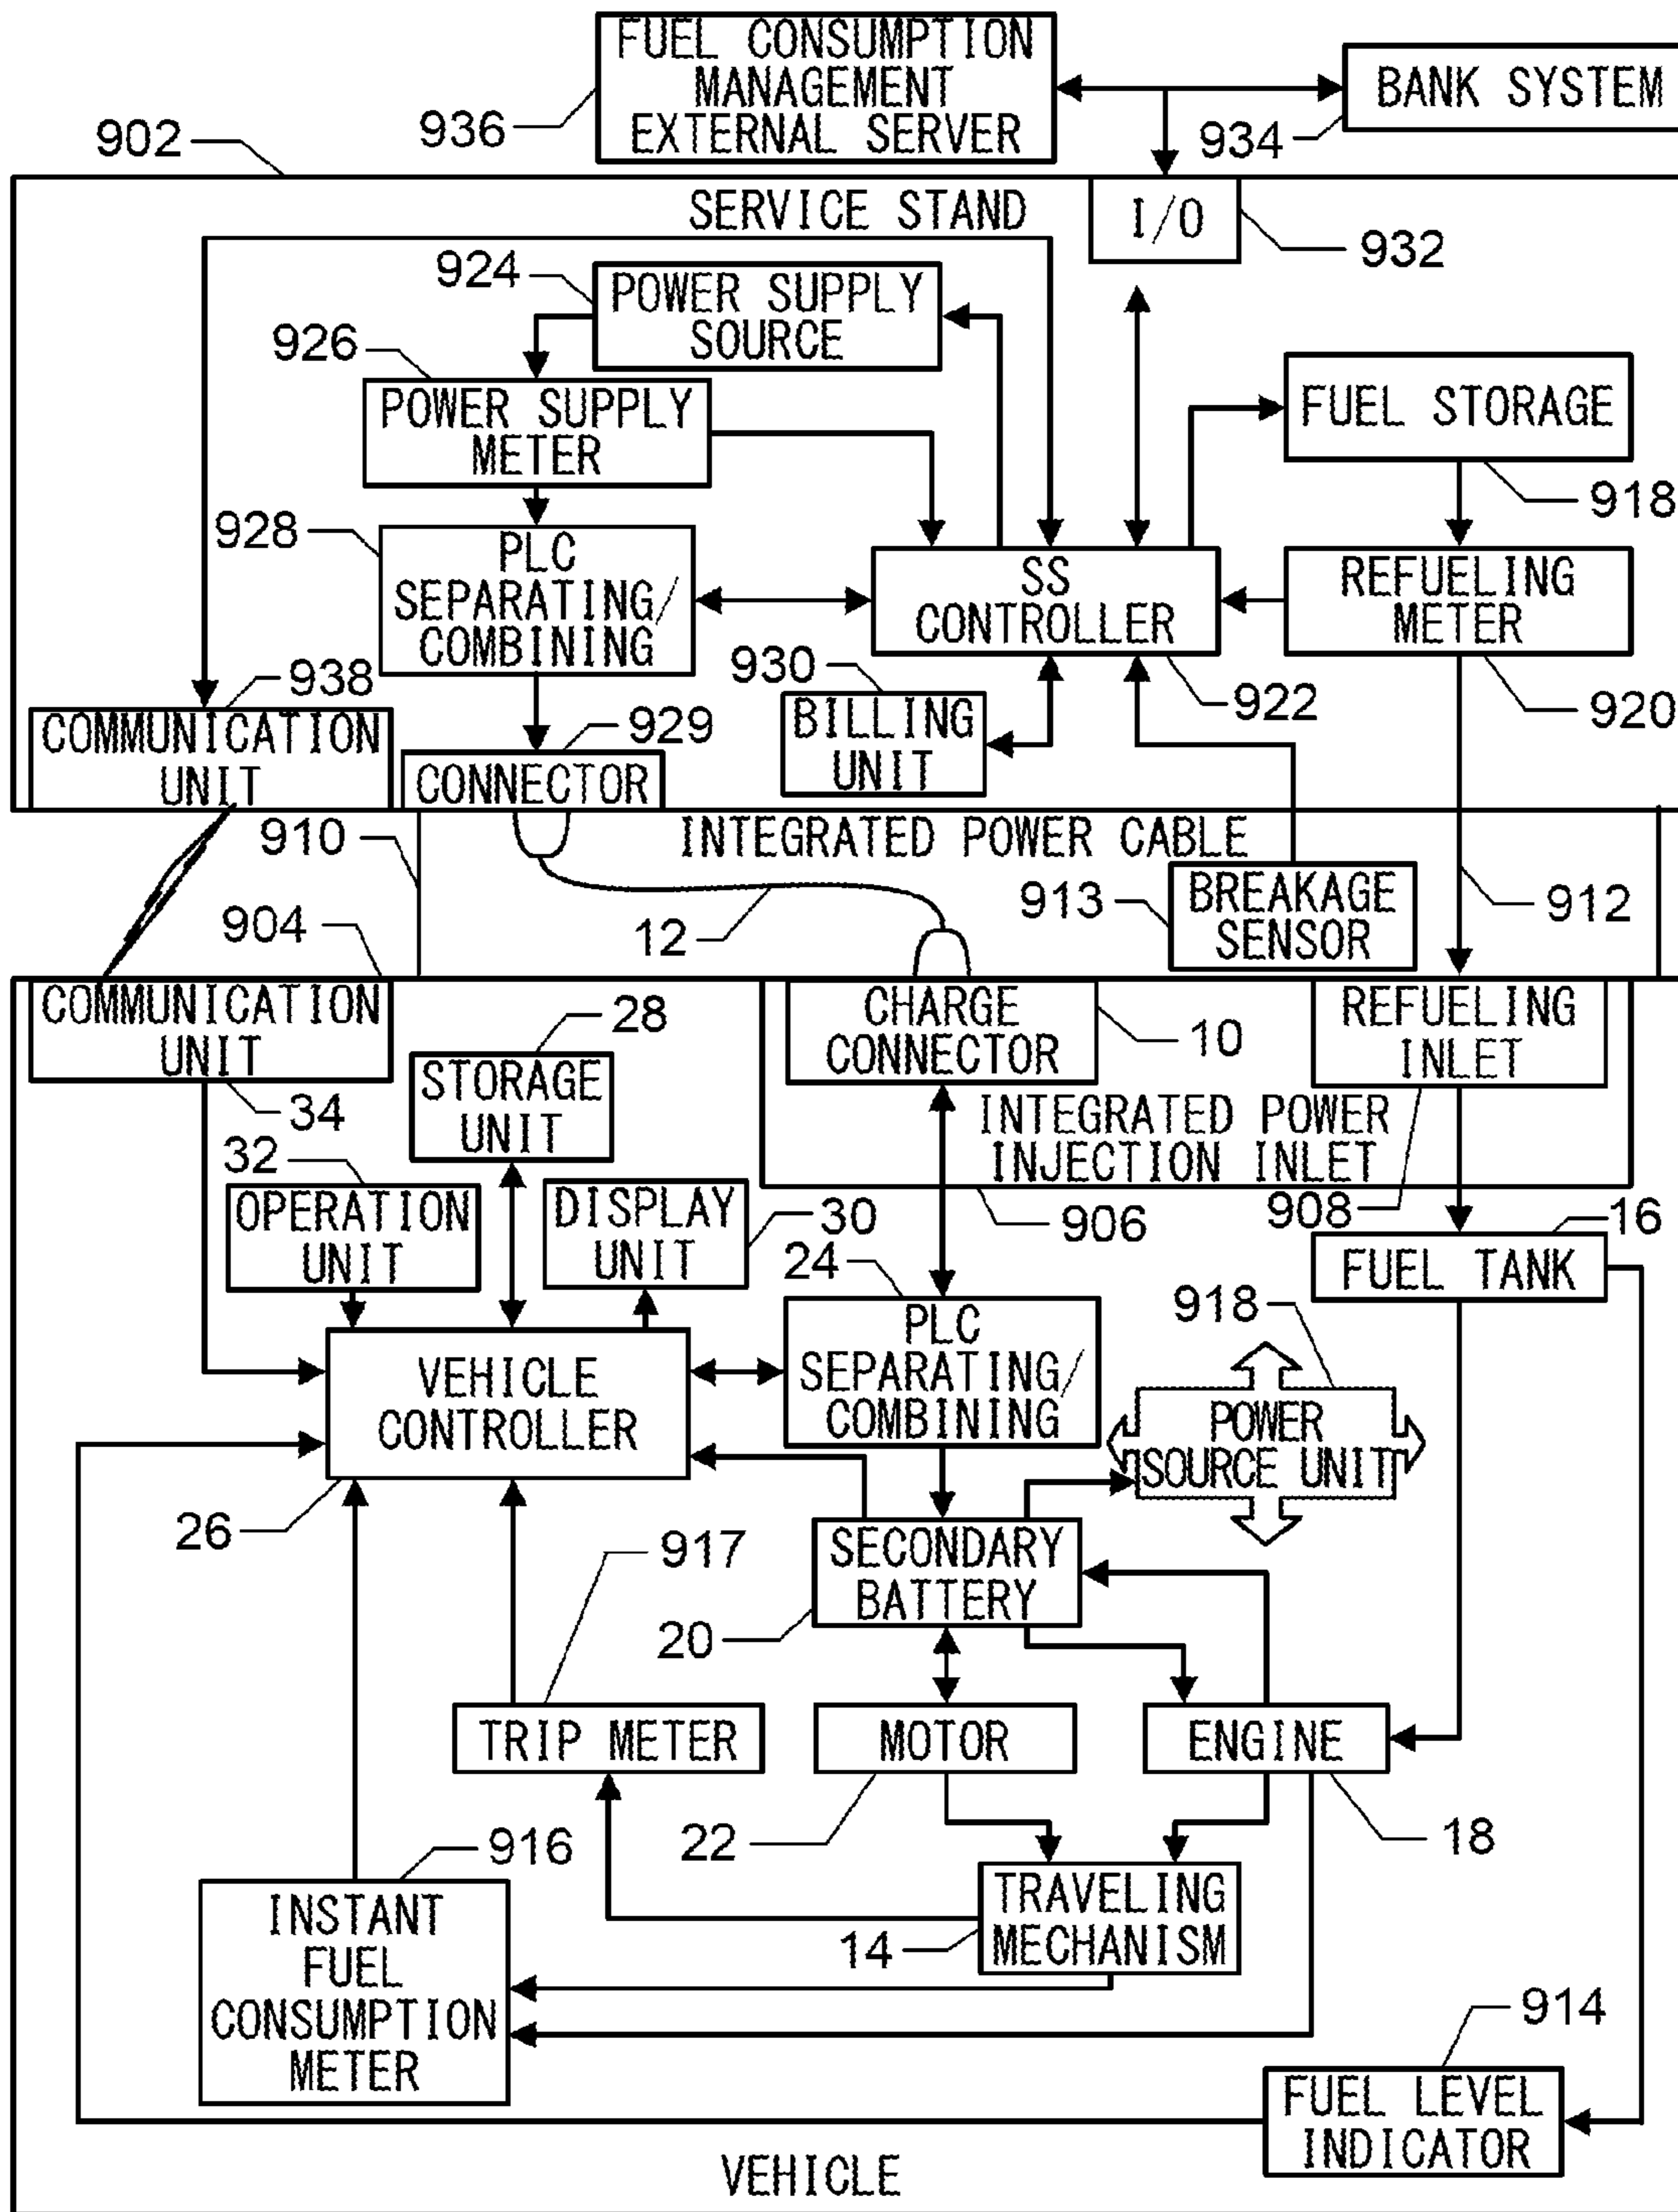 FUEL CONSUMPTION
MANAGEMENT
EXTERNAL SERVER
936
BANK SYSTEM
934
902
SERVICE STAND
I/O
932
924
POWER SUPPLY
SOURCE
926
POWER SUPPLY
METER
FUEL STORAGE
918
928
PLC
SEPARATING/
COMBINING
SS
CONTROLLER
922
REFUELING
METER
920
930
BILLING
UNIT
938
COMMUNICATION
UNIT
929
CONNECTOR
910
INTEGRATED POWER CABLE
12
913
BREAKAGE
SENSOR
912
904
COMMUNICATION
UNIT
34
28
STORAGE
UNIT
CHARGE
CONNECTOR
10
REFUELING
INLET
INTEGRATED POWER
INJECTION INLET
906
908
32
OPERATION
UNIT
DISPLAY
UNIT
30
16
FUEL TANK
24
PLC
SEPARATING/
COMBINING
918
POWER
SOURCE UNIT
VEHICLE
CONTROLLER
26
917
SECONDARY
BATTERY
20
TRIP METER
MOTOR
22
ENGINE
18
916
INSTANT
FUEL
CONSUMPTION
METER
TRAVELING
MECHANISM
14
914
FUEL LEVEL
INDICATOR
VEHICLE